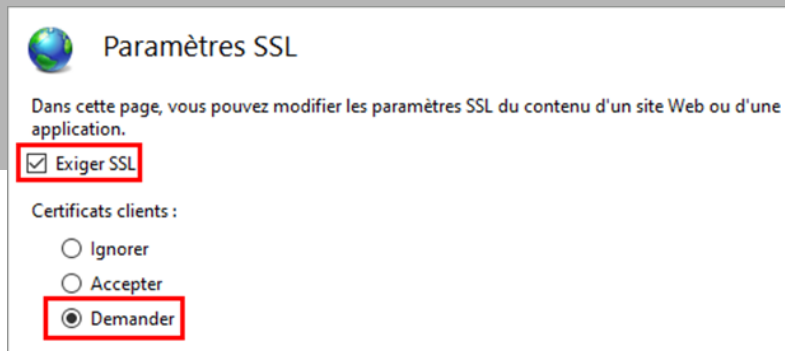 Paramètres SSL
Dans cette page, vous pouvez modifier les paramètres SSL du contenu d'un site Web ou d'une
application.
Exiger SSL
Certificats clients :
Ignorer
Accepter
Demander